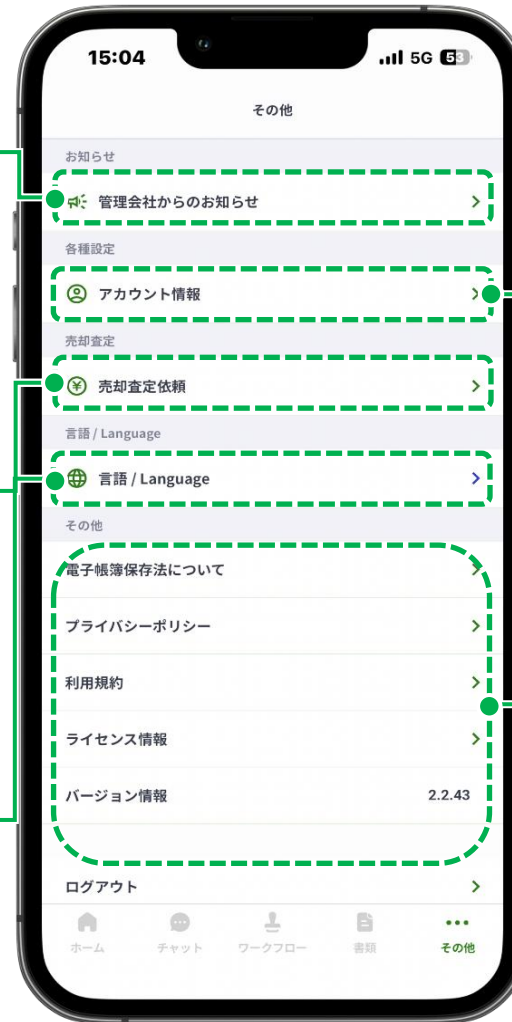 15:04
5G 53
その他
お知らせ
管理会社からのお知らせ
各種設定
アカウント情報
売却査定
売却査定依頼
言語 / Language
言語 / Language
その他
電子帳簿保存法について
プライバシーポリシー
利用規約
ライセンス情報
バージョン情報 2.2.43
ログアウト
ホーム チャット ワークフロー 書類 その他